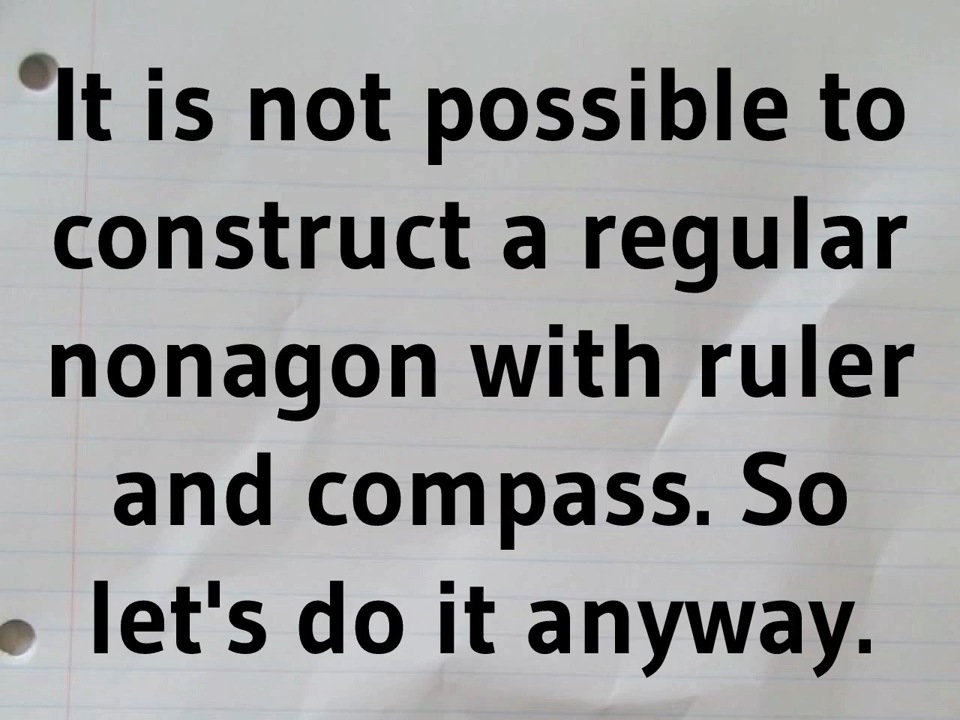 It is not possible to
construct a regular
nonagon with ruler
and compass. So
let's do it anyway.